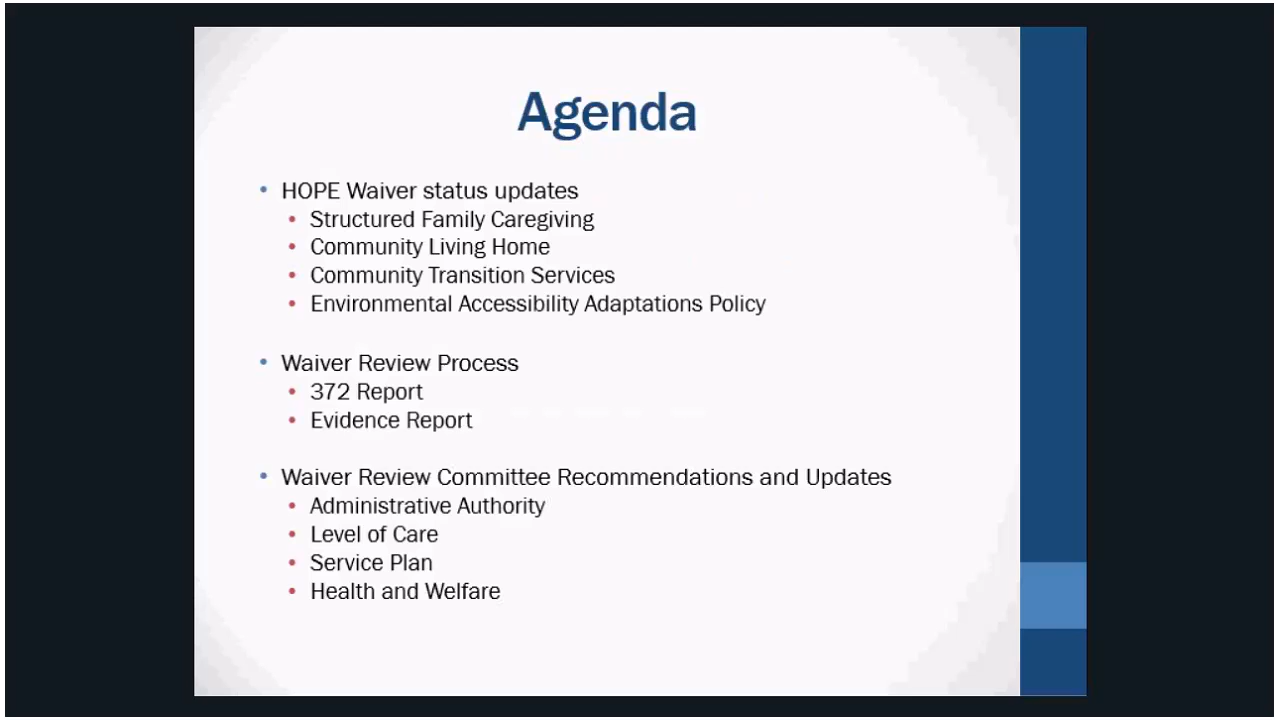 Agenda
• HOPE Waiver status updates
• Structured Family Caregiving
• Community Living Home
• Community Transition Services
• Environmental Accessibility Adaptations Policy
• Waiver Review Process
• 372 Report
• Evidence Report
• Waiver Review Committee Recommendations and Updates
• Administrative Authority
• Level of Care
• Service Plan
• Health and Welfare